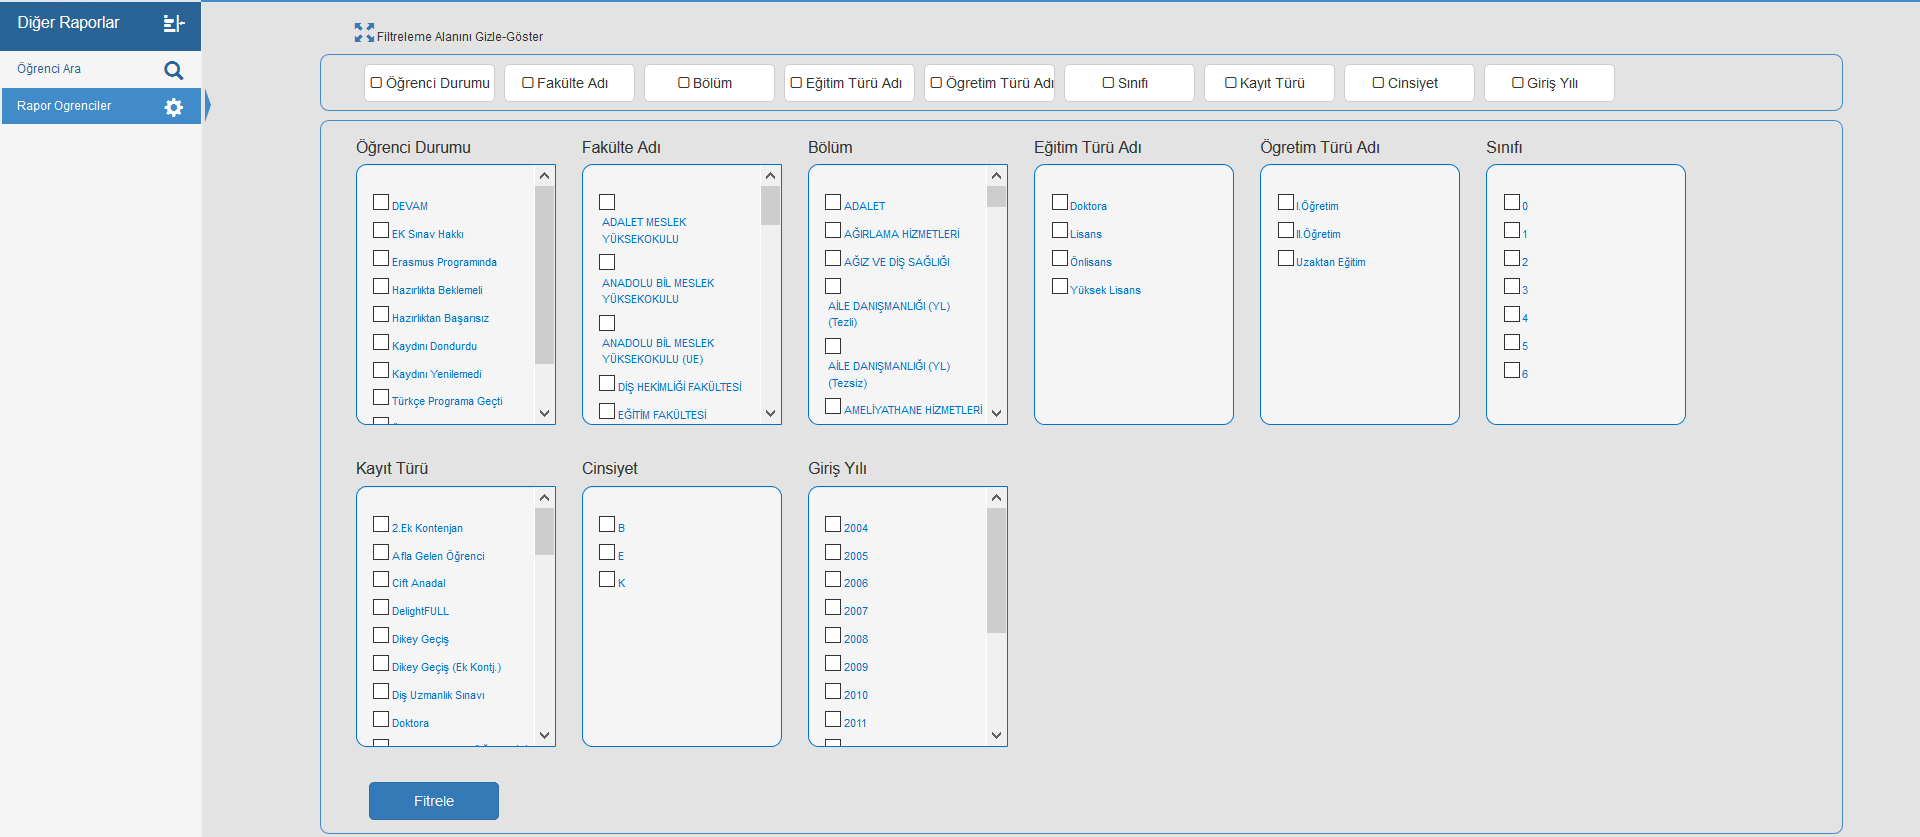 Diğer Raporlar
Öğrenci Ara
Rapor Ogrenciler
Filtreleme Alanını Gizle-Göster
Öğrenci Durumu
Fakülte Adı
Bölüm
Eğitim Türü Adı
Ögretim Türü Adı
Sınıfı
Kayıt Türü
Cinsiyet
Giriş Yılı
Öğrenci Durumu
DEVAM
EK Sınav Hakkı
Erasmus Programında
Hazırlıkta Beklemeli
Hazırlıktan Başarısız
Kaydını Dondurdu
Kaydını Yenilemedi
Türkçe Programa Geçti
Fakülte Adı
ADALET MESLEK
YÜKSEKOKULU
ANADOLU BİL MESLEK
YÜKSEKOKULU
ANADOLU BİL MESLEK
YÜKSEKOKULU (UE)
DİŞ HEKİMLİĞİ FAKÜLTESİ
EĞİTİM FAKÜLTESİ
Bölüm
ADALET
AĞIRLAMA HİZMETLERİ
AĞIZ VE DİŞ SAĞLIĞI
AİLE DANIŞMANLIĞI (YL)
(Tezli)
AİLE DANIŞMANLIĞI (YL)
(Tezsiz)
AMELİYATHANE HİZMETLERİ
Eğitim Türü Adı
Doktora
Lisans
Önlisans
Yüksek Lisans
Ögretim Türü Adı
I.Öğretim
II.Öğretim
Uzaktan Eğitim
Sınıfı
0
1
2
3
4
5
6
Kayıt Türü
2.Ek Kontenjan
Afla Gelen Öğrenci
Cift Anadal
DelightFULL
Dikey Geçiş
Dikey Geçiş (Ek Kontj.)
Diş Uzmanlık Sınavı
Doktora
Cinsiyet
B
E
K
Giriş Yılı
2004
2005
2006
2007
2008
2009
2010
2011
Fitrele